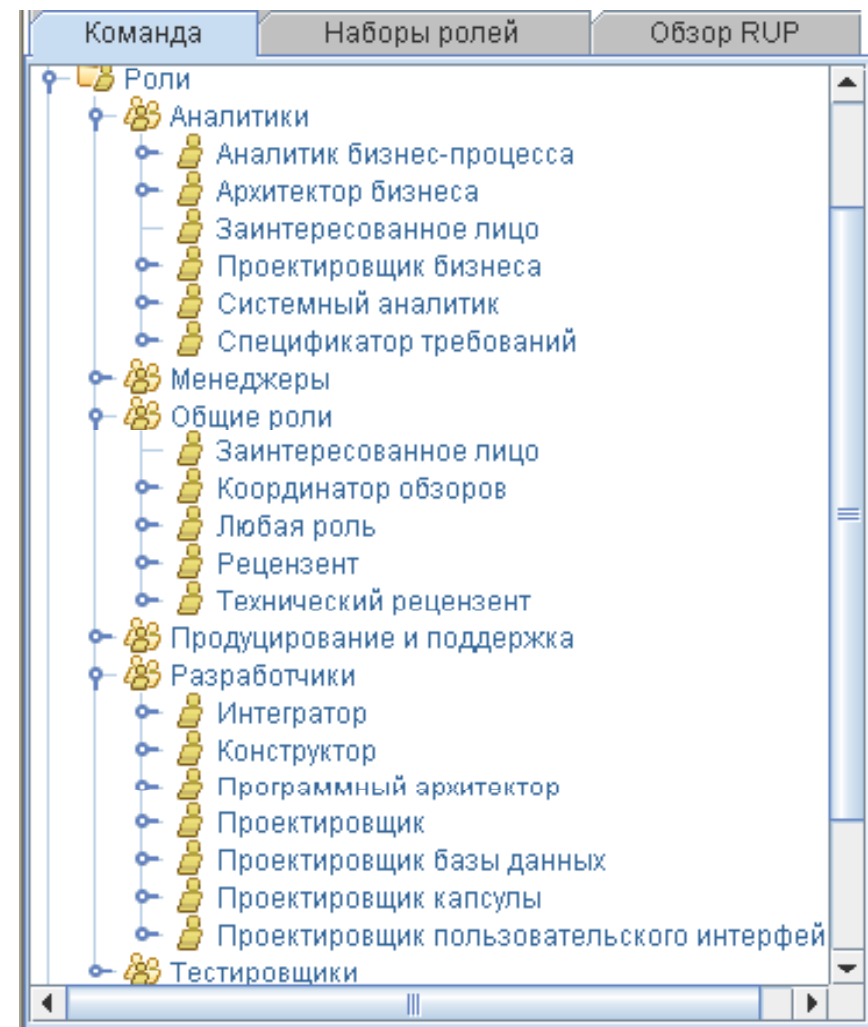 Команда Наборы ролей Обзор RUP
Роли
Аналитики
Аналитик бизнес-процесса
Архитектор бизнеса
Заинтересованное лицо
Проектировщик бизнеса
Системный аналитик
Спецификатор требований
Менеджеры
Общие роли
Заинтересованное лицо
Координатор обзоров
Любая роль
Рецензент
Технический рецензент
Продуцирование и поддержка
Разработчики
Интегратор
Конструктор
Программный архитектор
Проектировщик
Проектировщик базы данных
Проектировщик капсулы
Проектировщик пользовательского интерфей
Тестировщики